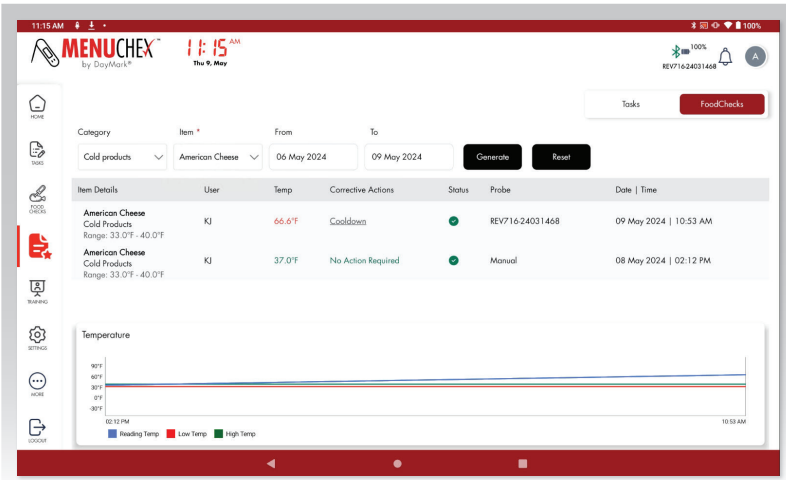 11:15 AM
100%
MENUCHEX™
by DayMark®
11:15 AM
Thu 9, May
100%
REV716-24031468
A
HOME
TASKS
FOOD
CHECKS
TRAINING
SETTINGS
MORE
LOGOUT
Tasks
FoodChecks
Category
Item *
From
To
Cold products
American Cheese
06 May 2024
09 May 2024
Generate
Reset
Item Details User Temp Corrective Actions Status Probe Date | Time
American Cheese
Cold Products
Range: 33.0°F - 40.0°F
KJ 66.6°F Cooldown REV716-24031468 09 May 2024 | 10:53 AM
American Cheese
Cold Products
Range: 33.0°F - 40.0°F
KJ 37.0°F No Action Required Manual 08 May 2024 | 02:12 PM
Temperature
90°F
60°F
30°F
0°F
-30°F
02:12 PM
10:53 AM
Reading Temp Low Temp High Temp